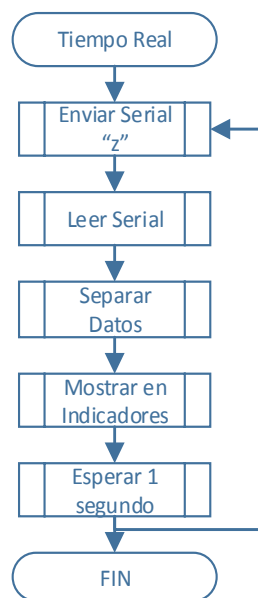 Tiempo Real
Enviar Serial
“z”
Leer Serial
Separar
Datos
Mostrar en
Indicadores
Esperar 1
segundo
FIN